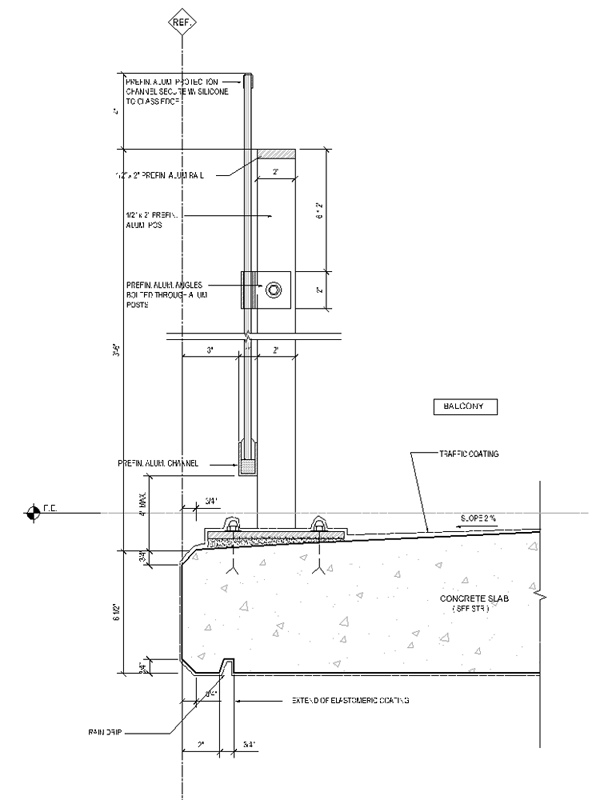 REF.
PREFIN. ALUM. PROTECTION
CHANNEL SECURE W/ SILICONE
TO GLASS EDGE
1/2" x 2" PREFIN. ALUM RAIL
2"
1/2" x 2" PREFIN.
ALUM. POS
6 1/2"
PREFIN. ALUM. ANGLES
BOLTED THROUGH ALUM
POSTS
2"
3'-6"
3"
2"
BALCONY
PREFIN. ALUM. CHANNEL
TRAFFIC COATING
4" MAX.
3/4"
SLOPE 2 %
3/4"
CONCRETE SLAB
( SEE STR )
6 1/2"
3/4"
3/4"
EXTEND OF ELASTOMERIC COATING
RAIN DRIP
2"
3/4"